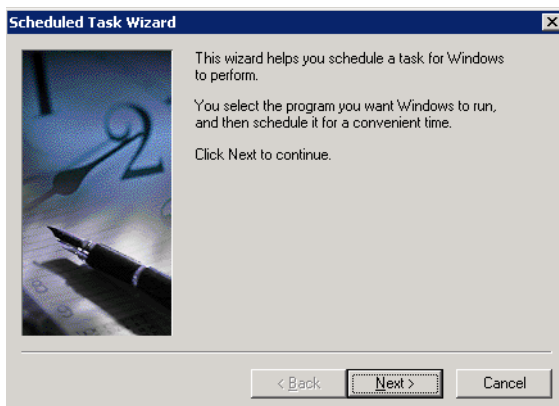 Scheduled Task Wizard
This wizard helps you schedule a task for Windows
to perform.
You select the program you want Windows to run,
and then schedule it for a convenient time.
Click Next to continue.
2
< Back
Next >
Cancel